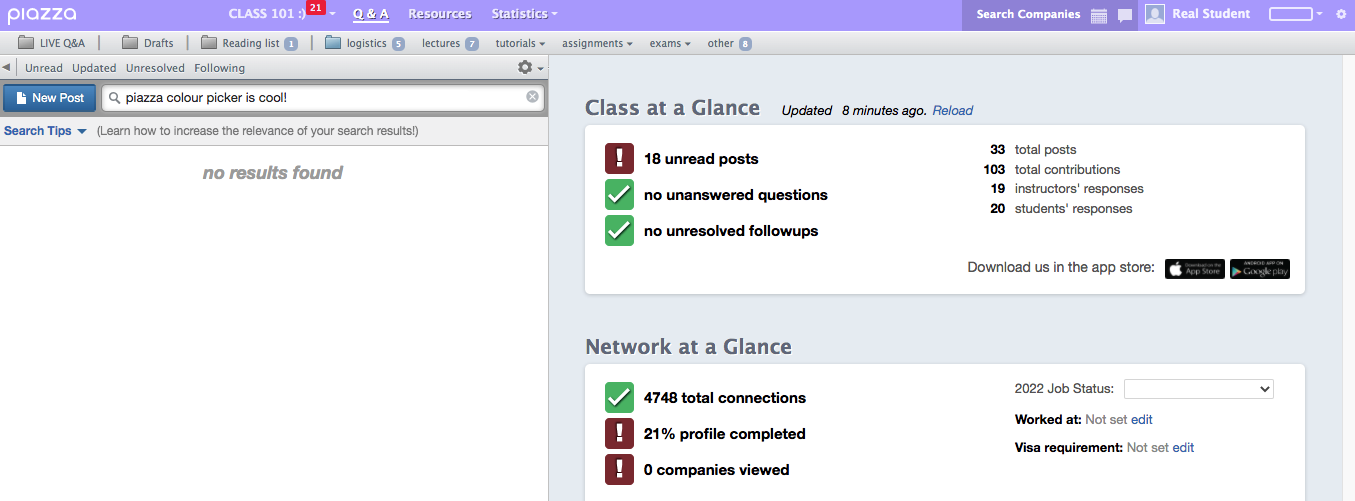 piazza
CLASS 101 :)
21
Q & A
Resources
Statistics
Search Companies
Real Student
LIVE Q&A
Drafts
Reading list 1
logistics 5
lectures 7
tutorials
assignments
exams
other 8
Unread
Updated
Unresolved
Following
New Post
piazza colour picker is cool!
Search Tips
(Learn how to increase the relevance of your search results!)
no results found
Class at a Glance
Updated 8 minutes ago. Reload
18 unread posts
no unanswered questions
no unresolved followups
33 total posts
103 total contributions
19 instructors' responses
20 students' responses
Download us in the app store:
App Store
ANDROID APP ON
Google play
Network at a Glance
4748 total connections
21% profile completed
0 companies viewed
2022 Job Status:
Worked at: Not set edit
Visa requirement: Not set edit